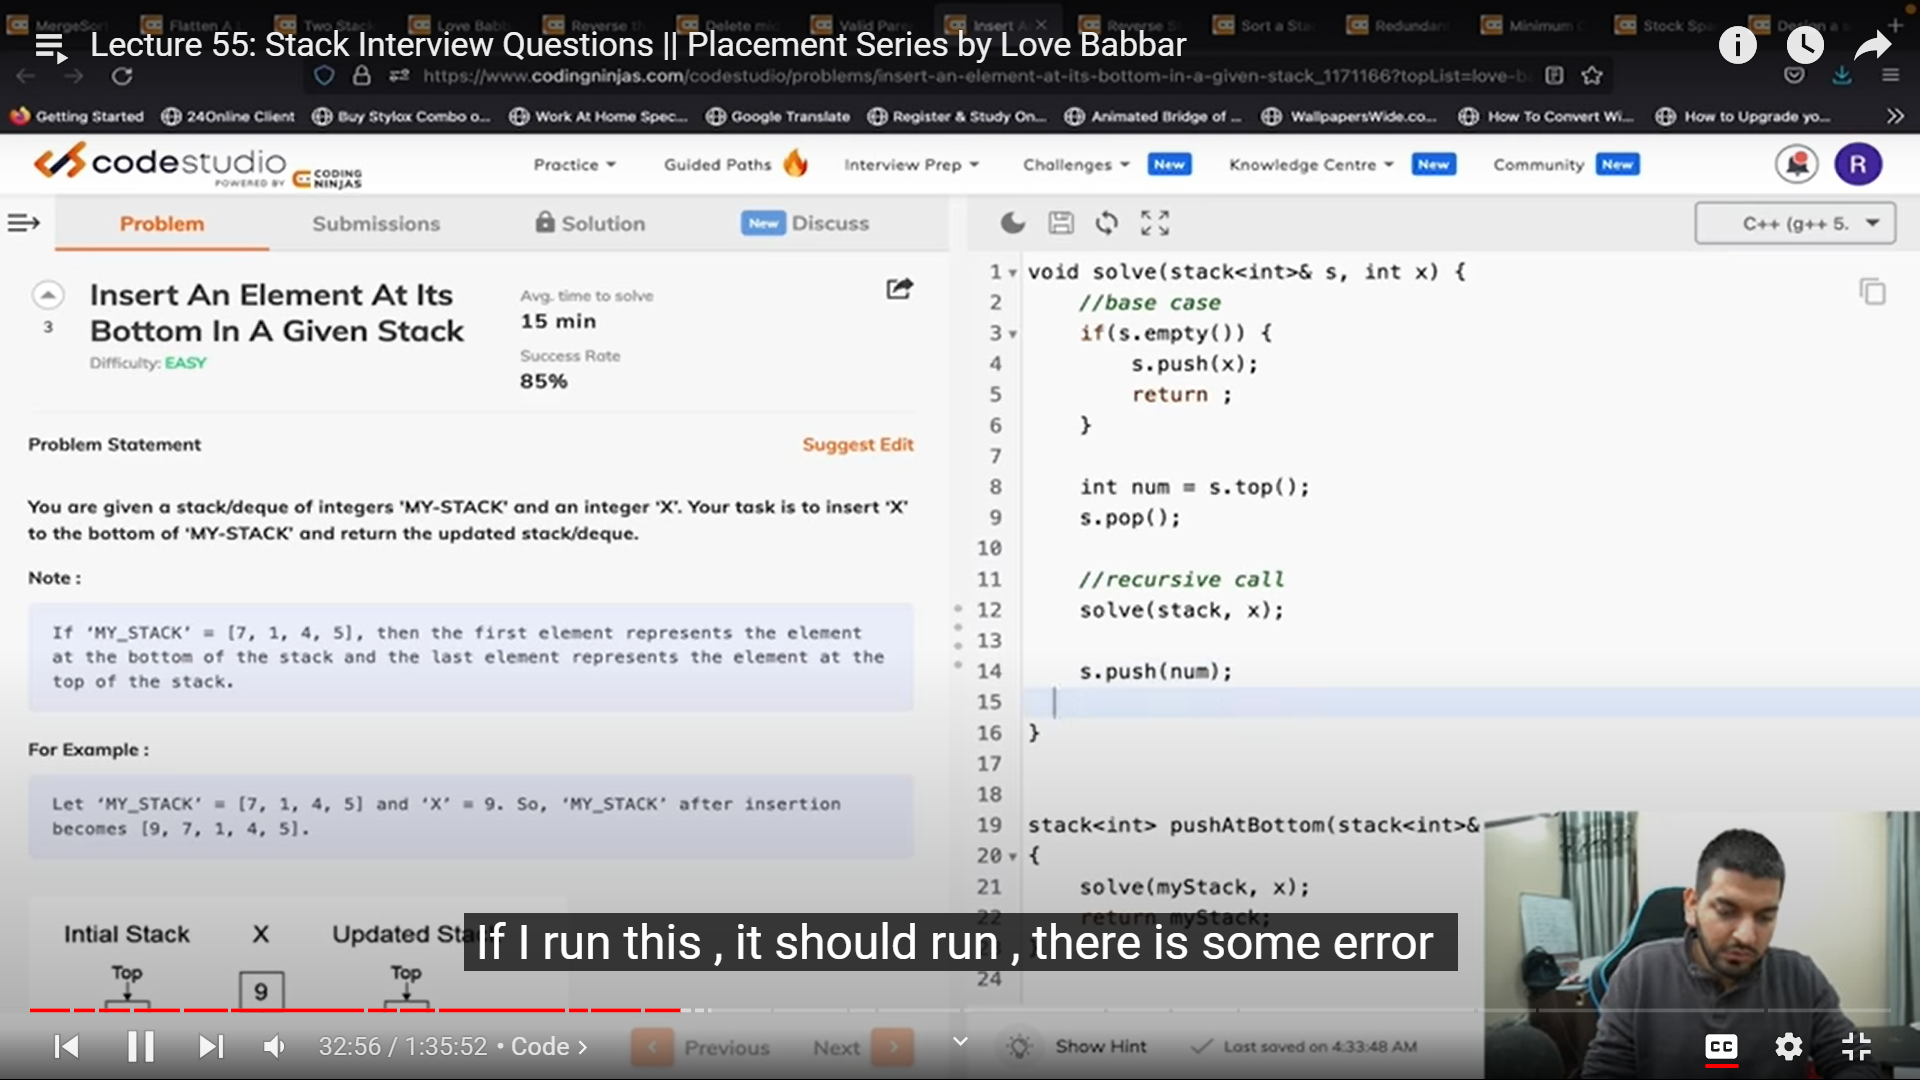 MergeSort
Flatten A L
Two Stack
Love Babb
Reverse th
Delete mid
Valid Pare
Insert A
Reverse S
Sort a Sta
Redundan
Minimum C
Stock Spa
Design a s
Lecture 55: Stack Interview Questions || Placement Series by Love Babbar
https://www.codingninjas.com/codestudio/problems/insert-an-element-at-its-bottom-in-a-given-stack_1171166?topList=love-b
Getting Started 24Online Client Buy Stylox Combo o... Work At Home Spec... Google Translate Register & Study On... Animated Bridge of ... WallpapersWide.co... How To Convert Wi... How to Upgrade yo...
codestudio
POWERED BY CODING NINJAS
Practice Guided Paths Interview Prep Challenges New Knowledge Centre New Community New R
Problem Submissions Solution New Discuss
C++ (g++ 5.
Insert An Element At Its
Bottom In A Given Stack
3
Difficulty: EASY
Avg. time to solve
15 min
Success Rate
85%
Problem Statement
Suggest Edit
You are given a stack/deque of integers 'MY-STACK' and an integer 'X'. Your task is to insert 'X'
to the bottom of 'MY-STACK' and return the updated stack/deque.
Note :
If 'MY_STACK' = [7, 1, 4, 5], then the first element represents the element
at the bottom of the stack and the last element represents the element at the
top of the stack.
For Example :
Let 'MY_STACK' = [7, 1, 4, 5] and 'X' = 9. So, 'MY_STACK' after insertion
becomes [9, 7, 1, 4, 5].
Intial Stack X Updated Sta
Top 9 Top
1 void solve(stack<int>& s, int x) {
2 //base case
3 if(s.empty()) {
4 s.push(x);
5 return ;
6 }
7
8 int num = s.top();
9 s.pop();
10
11 //recursive call
12 solve(stack, x);
13
14 s.push(num);
15
16 }
17
18
19 stack<int> pushAtBottom(stack<int>&
20 {
21 solve(myStack, x);
22 return myStack;
24
If I run this , it should run , there is some error
32:56 / 1:35:52 • Code
Previous Next
Show Hint
Last saved on 4:33:48 AM
CC